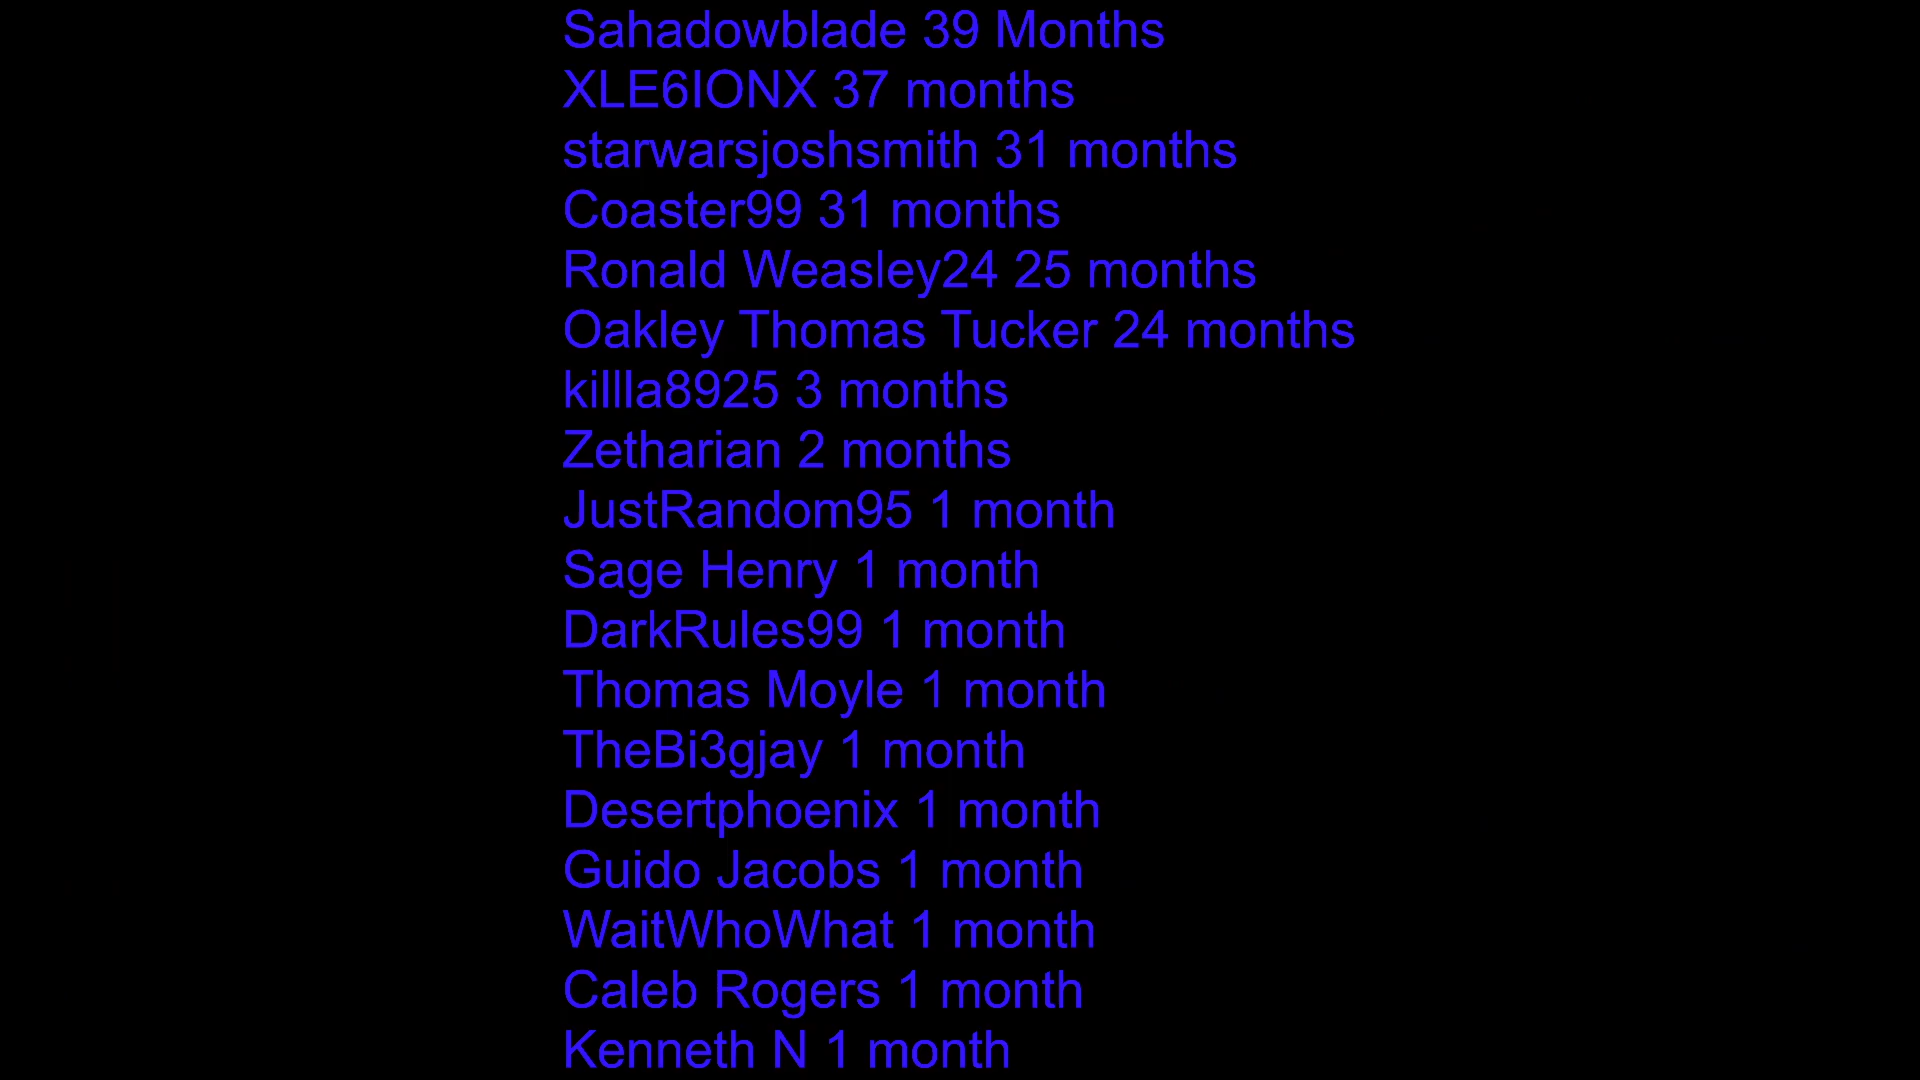 Sahadowblade 39 Months
XLE6IONX 37 months
starwarsjoshsmith 31 months
Coaster99 31 months
Ronald Weasley24 25 months
Oakley Thomas Tucker 24 months
killla8925 3 months
Zetharian 2 months
JustRandom95 1 month
Sage Henry 1 month
DarkRules99 1 month
Thomas Moyle 1 month
TheBi3gjay 1 month
Desertphoenix 1 month
Guido Jacobs 1 month
WaitWhoWhat 1 month
Caleb Rogers 1 month
Kenneth N 1 month